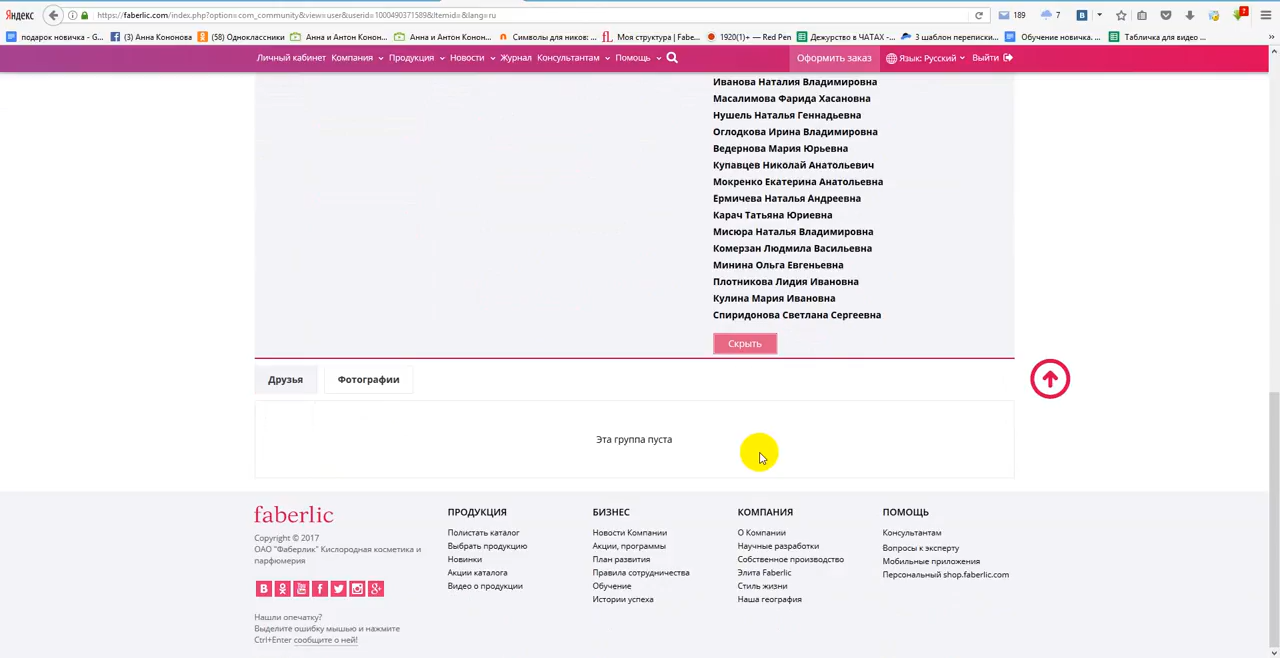 Яндекс
https://faberlic.com/index.php?option=com_community&view=user&userid=1000490371589&Itemid=&lang=ru
189
7
В
7
подарок новичка - G...
(3) Анна Кононова
(58) Одноклассники
Анна и Антон Конон...
Анна и Антон Конон...
Символы для ников: ...
Моя структура | Fabe...
1920(1)+ — Red Pen
Дежурство в ЧАТАХ - ...
3 шаблон переписки...
Обучение новичка. ...
Табличка для видео ...
Личный кабинет Компания Продукция Новости Журнал Консультантам Помощь
Оформить заказ
Язык: Русский
Выйти
Иванова Наталия Владимировна
Масалимова Фарида Хасановна
Нушель Наталья Геннадьевна
Оглодкова Ирина Владимировна
Ведернова Мария Юрьевна
Купавцев Николай Анатольевич
Мокренко Екатерина Анатольевна
Ермичева Наталья Андреевна
Карач Татьяна Юриевна
Мисюра Наталья Владимировна
Комерзан Людмила Васильевна
Минина Ольга Евгеньевна
Плотникова Лидия Ивановна
Кулина Мария Ивановна
Спиридонова Светлана Сергеевна
Скрыть
Друзья
Фотографии
Эта группа пуста
faberlic
Copyright © 2017
ОАО "Фаберлик" Кислородная косметика и
парфюмерия
Нашли опечатку?
Выделите ошибку мышью и нажмите
Ctrl+Enter сообщите о ней!
ПРОДУКЦИЯ
Полистать каталог
Выбрать продукцию
Новинки
Акции каталога
Видео о продукции
БИЗНЕС
Новости Компании
Акции, программы
План развития
Правила сотрудничества
Обучение
Истории успеха
КОМПАНИЯ
О Компании
Научные разработки
Собственное производство
Элита Faberlic
Стиль жизни
Наша география
ПОМОЩЬ
Консультантам
Вопросы к эксперту
Мобильные приложения
Персональный shop.faberlic.com